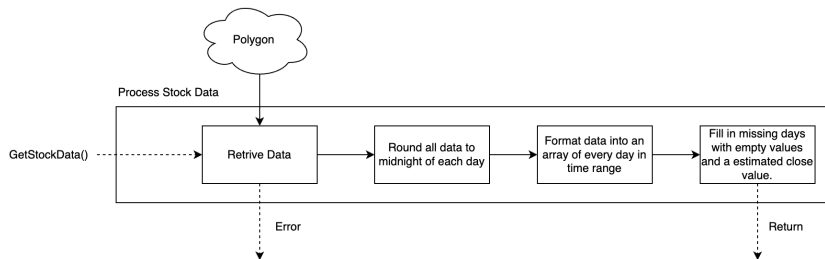 Polygon
Process Stock Data
GetStockData()
Retrive Data
Round all data to
midnight of each day
Format data into an
array of every day in
time range
Fill in missing days
with empty values
and a estimated close
value.
Error
Return